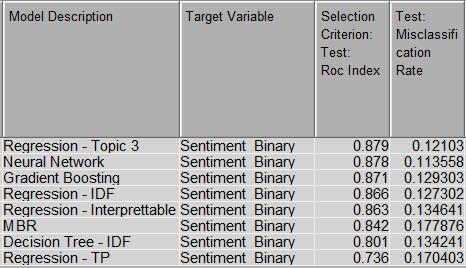 Model Description Target Variable Selection Criterion: Test: Roc Index Test: Misclassifi cation Rate
Regression - Topic 3 Sentiment Binary 0.879 0.12103
Neural Network Sentiment Binary 0.878 0.113558
Gradient Boosting Sentiment Binary 0.871 0.129303
Regression - IDF Sentiment Binary 0.866 0.127302
Regression - Interprettable Sentiment Binary 0.863 0.134641
MBR Sentiment Binary 0.842 0.177876
Decision Tree - IDF Sentiment Binary 0.801 0.134241
Regression - TP Sentiment Binary 0.736 0.170403